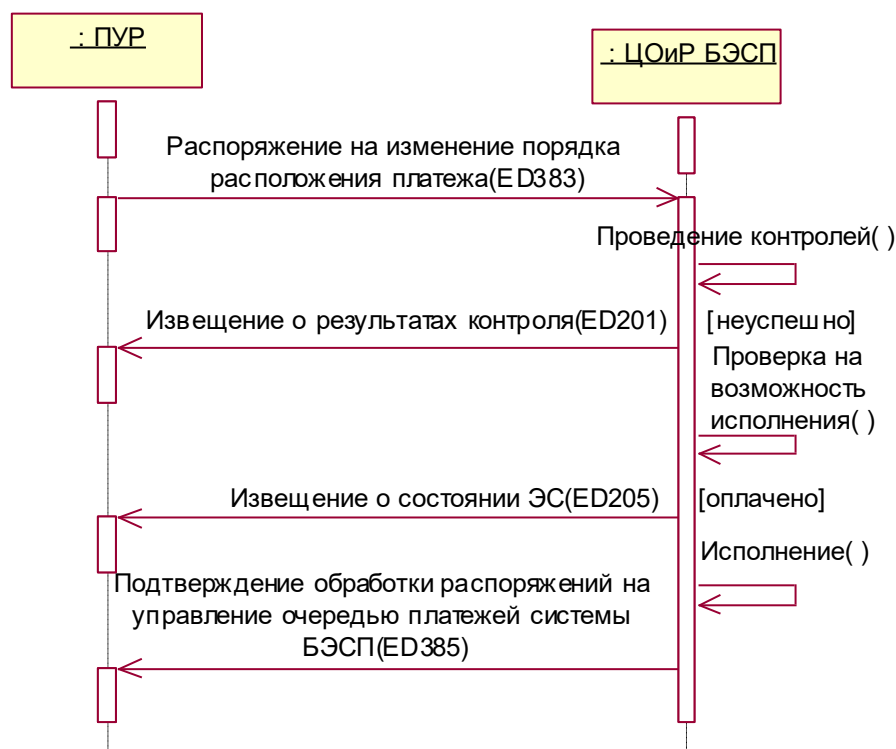 : ПУР
: ЦОиР БЭСП
Распоряжение на изменение порядка
расположения платежа(ED383)
Проведение контролей( )
Извещение о результатах контроля(ED201)
[неуспешно]
Проверка на
возможность
исполнения( )
Извещение о состоянии ЭС(ED205)
[оплачено]
Исполнение( )
Подтверждение обработки распоряжений на
управление очередью платежей системы
БЭСП(ED385)